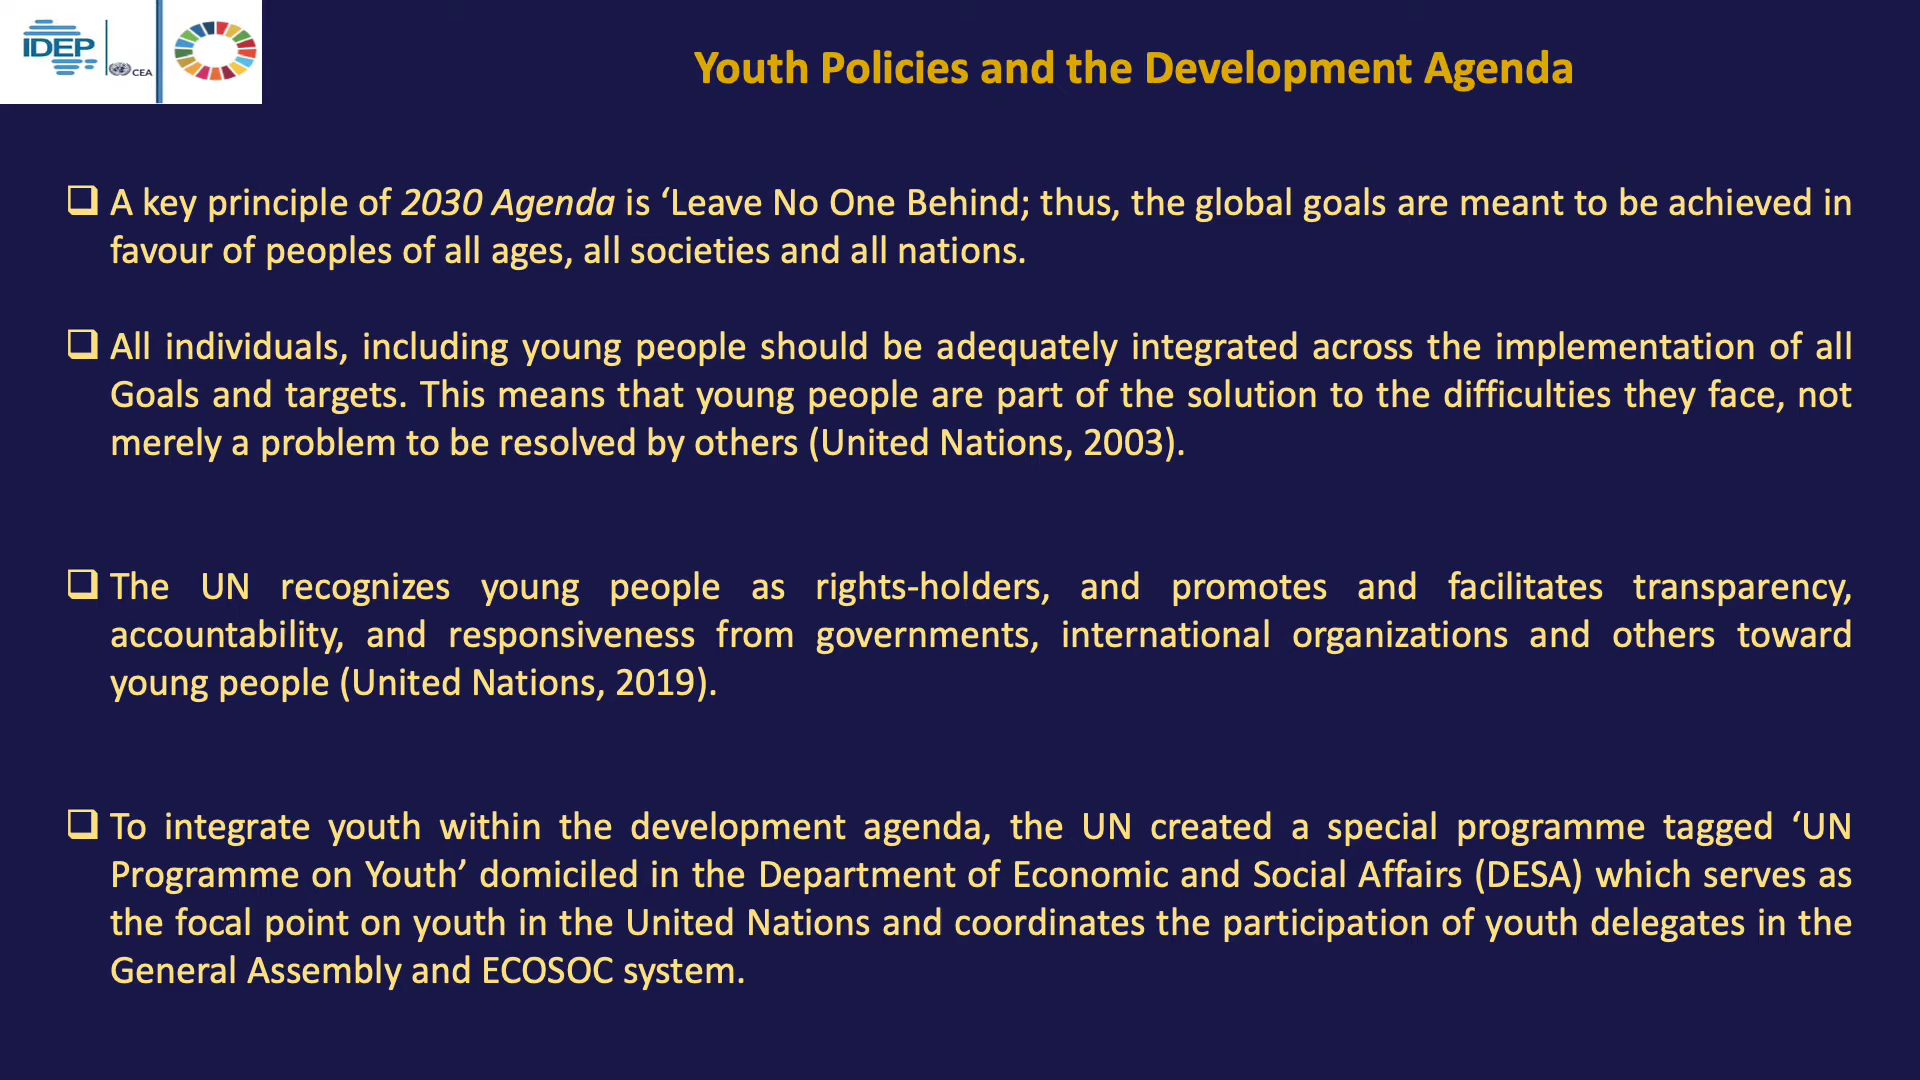 IDEP
CEA
Youth Policies and the Development Agenda
❑ A key principle of 2030 Agenda is ‘Leave No One Behind; thus, the global goals are meant to be achieved in
favour of peoples of all ages, all societies and all nations.
❑ All individuals, including young people should be adequately integrated across the implementation of all
Goals and targets. This means that young people are part of the solution to the difficulties they face, not
merely a problem to be resolved by others (United Nations, 2003).
❑ The UN recognizes young people as rights-holders, and promotes and facilitates transparency,
accountability, and responsiveness from governments, international organizations and others toward
young people (United Nations, 2019).
❑ To integrate youth within the development agenda, the UN created a special programme tagged ‘UN
Programme on Youth’ domiciled in the Department of Economic and Social Affairs (DESA) which serves as
the focal point on youth in the United Nations and coordinates the participation of youth delegates in the
General Assembly and ECOSOC system.